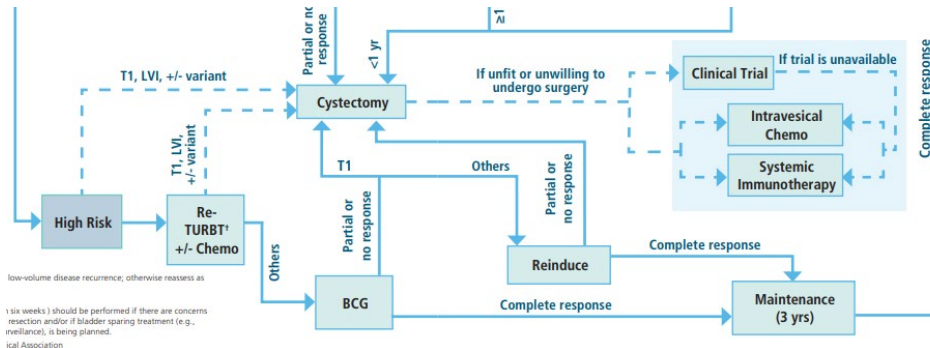 Partial or no
response
<1 yr
≥1
Complete response
T1, LVI, +/- variant
Cystectomy
If unfit or unwilling to
undergo surgery
Clinical Trial
If trial is unavailable
Intravesical
Chemo
Systemic
Immunotherapy
T1, LVI,
+/- variant
T1
Others
Partial or
no response
Partial or
no response
High Risk
Re-
TURBT†
+/- Chemo
Others
Reinduce
Complete response
BCG
Complete response
Maintenance
(3 yrs)
low-volume disease recurrence; otherwise reassess as
six weeks ) should be performed if there are concerns
resection and/or if bladder sparing treatment (e.g.,
surveillance), is being planned.
ical Association